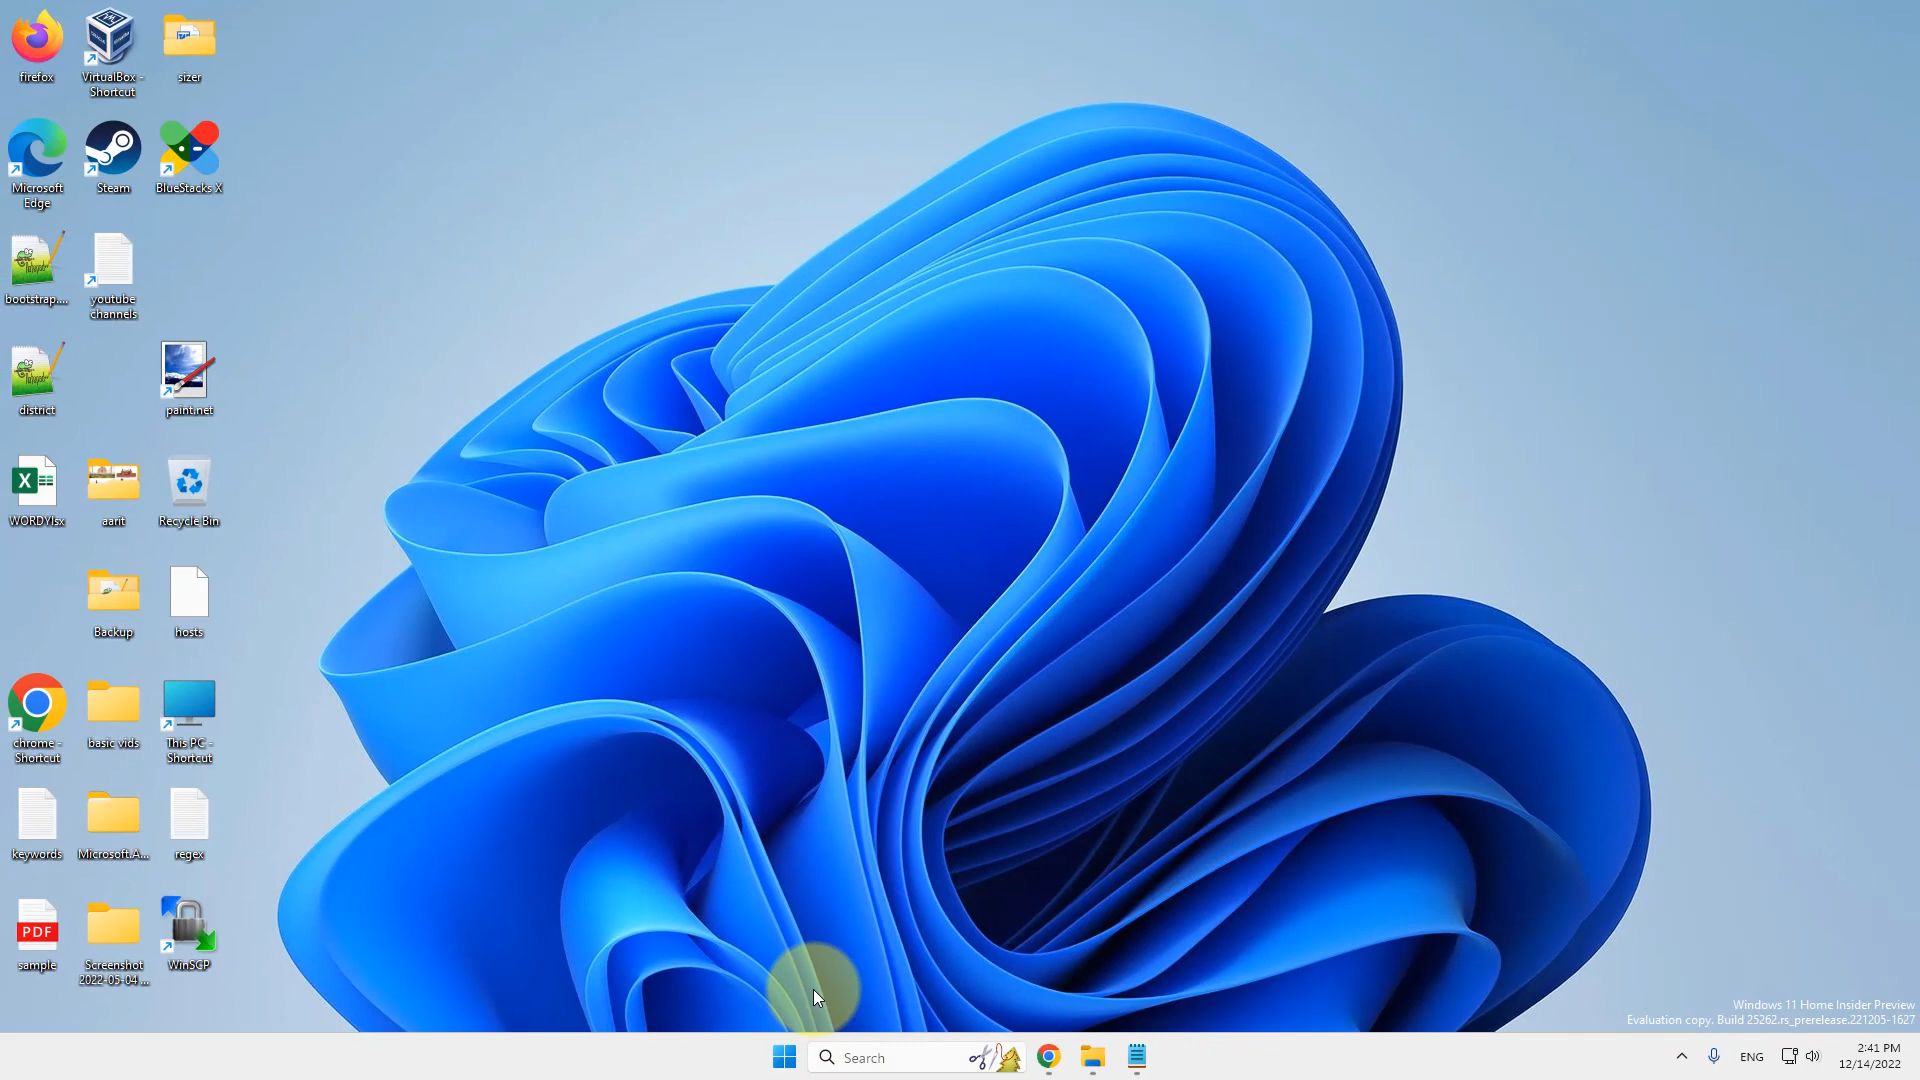 firefox
VirtualBox -
Shortcut
sizer
Microsoft
Edge
Steam
BlueStacks X
bootstrap....
youtube
channels
district
paint.net
WORDYlsx
aarit
Recycle Bin
Backup
hosts
chrome -
Shortcut
basic vids
This PC -
Shortcut
keywords
Microsoft.A...
regex
PDF
sample
Screenshot
2022-05-04 ...
WinSCP
Windows 11 Home Insider Preview
Evaluation copy. Build 25262.rs_prerelease.221205-1627
Search
ENG
2:41 PM
12/14/2022